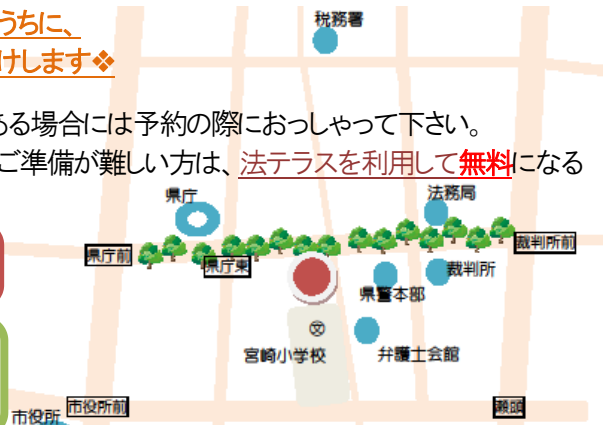 うちに、
けします❖
税務署
ある場合には予約の際におっしゃって下さい。
ご準備が難しい方は、法テラスを利用して無料になる
県庁
法務局
県庁前
県庁東
裁判所前
裁判所
県警本部
宮崎小学校
弁護士会館
市役所
市役所前
瀬頭